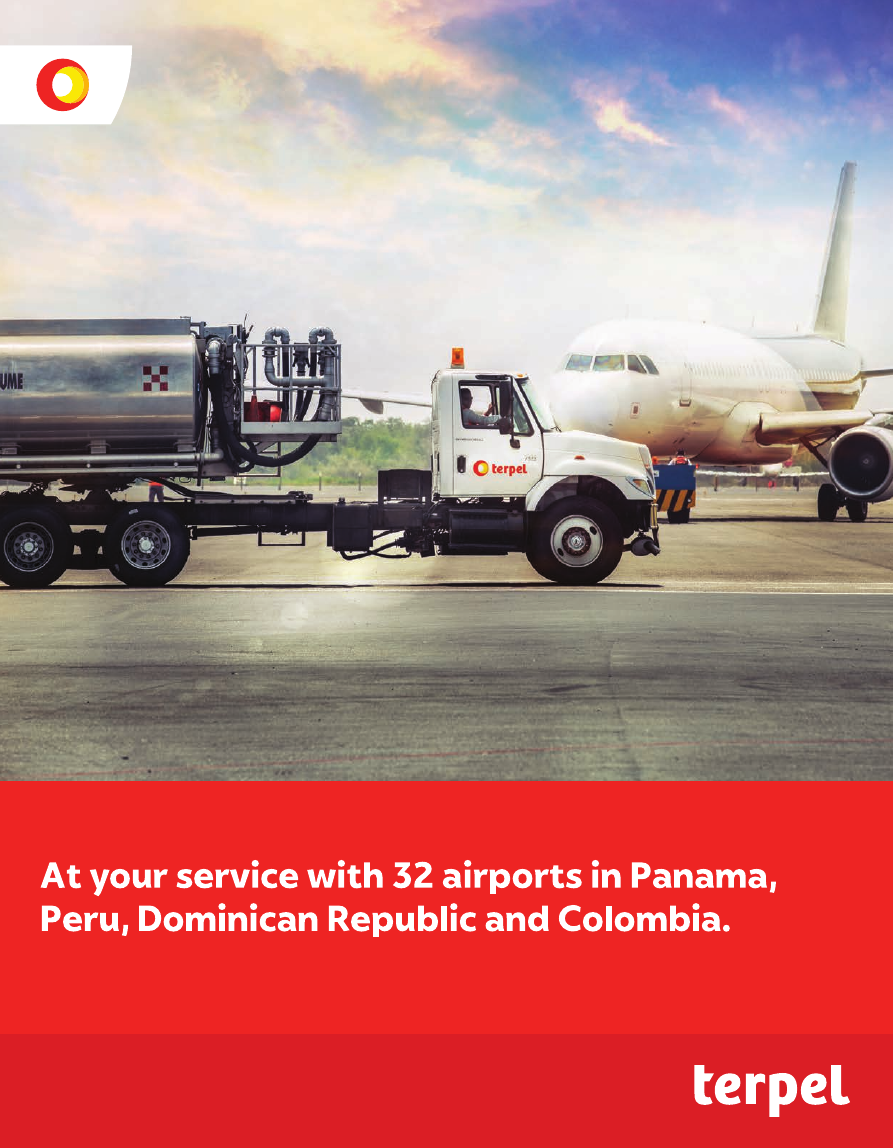 UME
terpel
At your service with 32 airports in Panama,
Peru, Dominican Republic and Colombia.
terpel